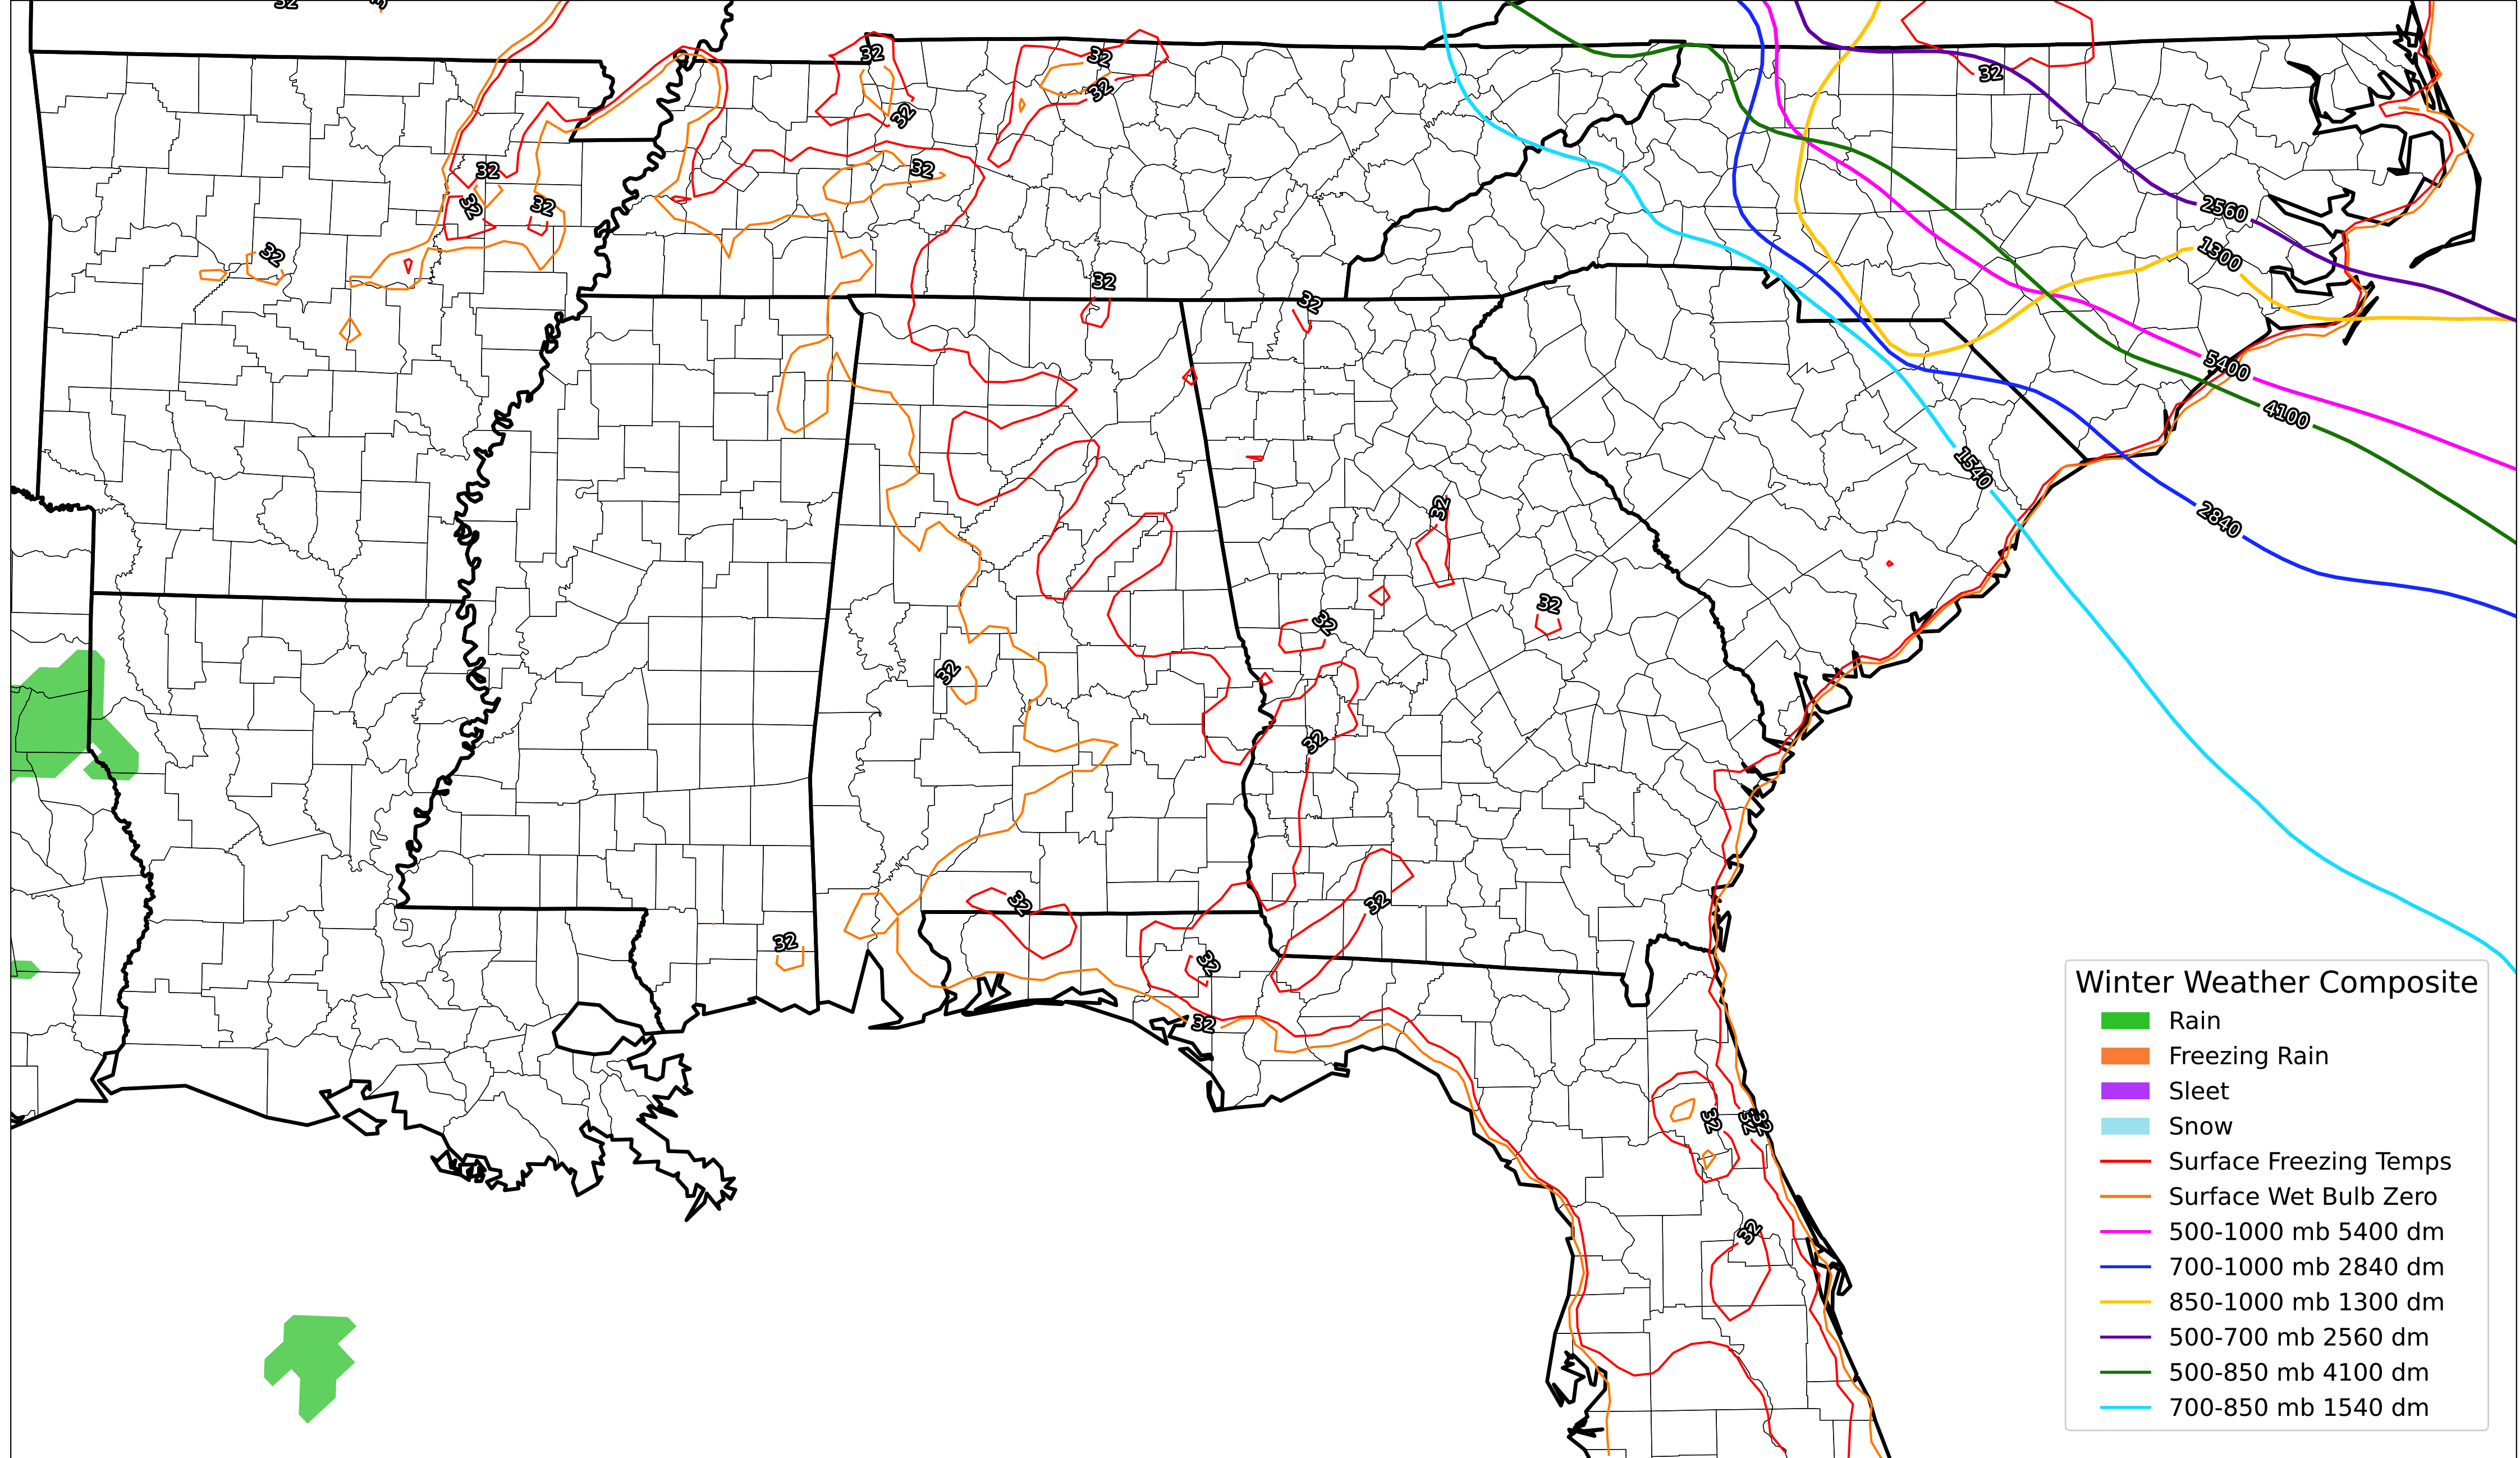 32
3
32
32
32
32
32
32
32
32
32
2560
32
1300
32
32
5400
4100
1540
32
2840
32
32
32
32
32
32
32
32
32
32
32
32
32
Winter Weather Composite
Rain
Freezing Rain
Sleet
Snow
Surface Freezing Temps
Surface Wet Bulb Zero
500-1000 mb 5400 dm
700-1000 mb 2840 dm
850-1000 mb 1300 dm
500-700 mb 2560 dm
500-850 mb 4100 dm
700-850 mb 1540 dm